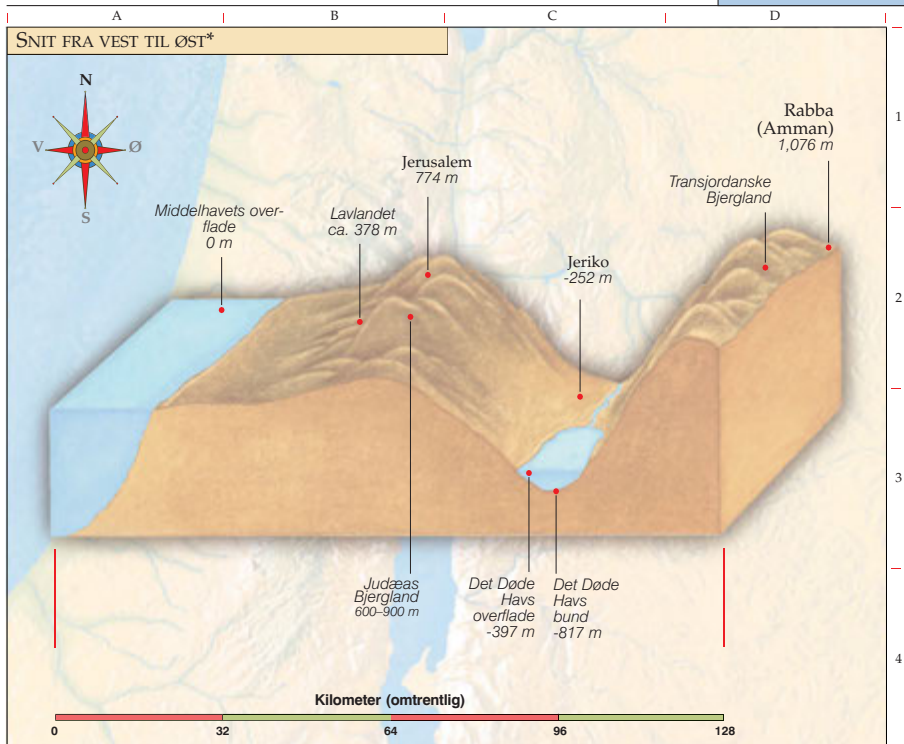 A B C D
SNIT FRA VEST TIL ØST*
N
V Ø
S
1
Rabba
(Amman)
1,076 m
Jerusalem
774 m
Transjordanske
Bjergland
Middelhavets over-
flade
0 m
Lavlandet
ca. 378 m
Jeriko
-252 m
2
3
Judæas
Bjergland
600–900 m
Det Døde
Havs
overflade
-397 m
Det Døde
Havs
bund
-817 m
4
Kilometer (omtrentlig)
0 32 64 96 128